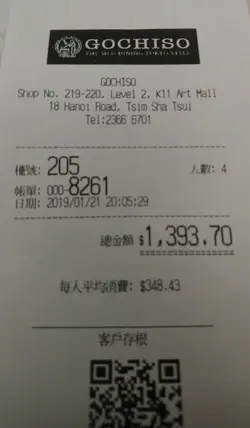 GOCHISO
GOCHISO
Shop No. 219-220, Level 2, K11 Art Mall
18 Hanoi Road, Tsim Sha Tsui
Tel:2366 6701
檯號: 205 人數: 4
帳單: 000-8261
日期: 2019/01/21 20:05:29
總金額 $1,393.70
每人平均消費: $348.43
客戶存根